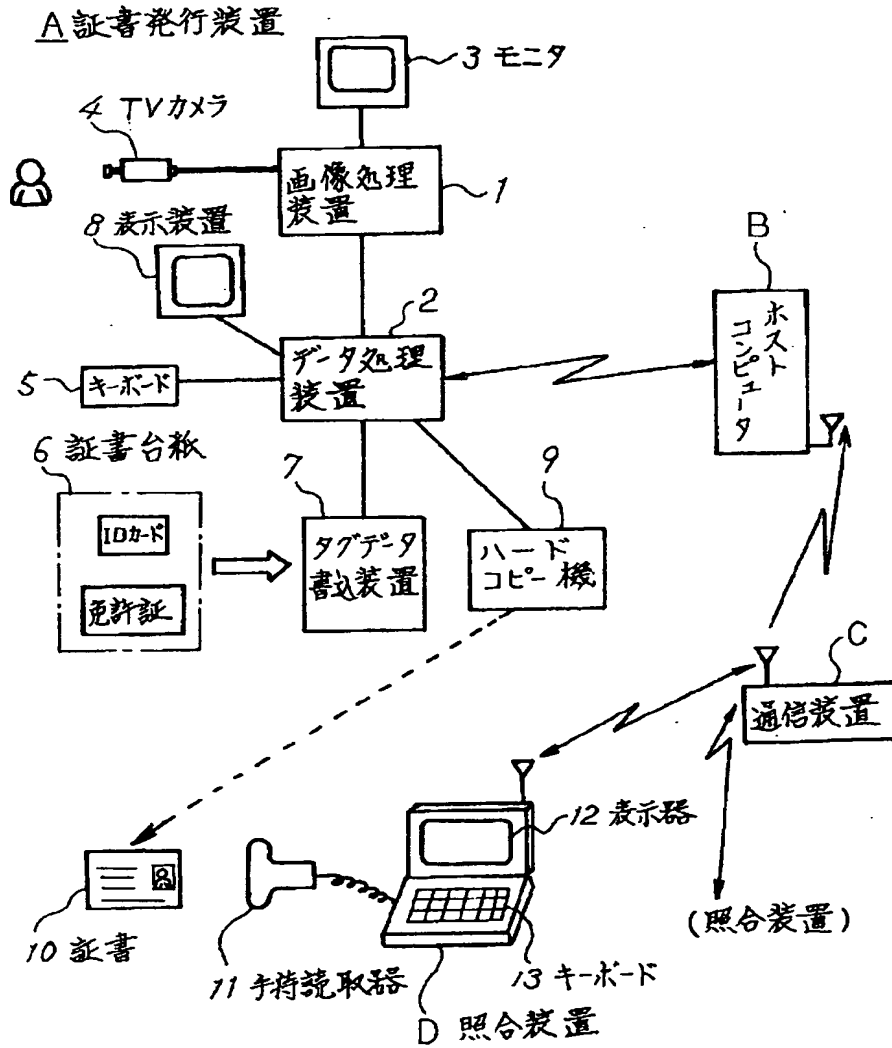 A 証書発行装置
3 モニタ
4 TVカメラ
画像処理
装置
1
8 表示装置
B
2
ホスト
コンピュータ
データ処理
装置
5
キーボード
6 証書台紙
7
9
IDカード
免許証
タグデータ
書込装置
ハード
コピー機
C
通信装置
12 表示器
(照合装置)
10 証書
11 手持読取器
13 キーボード
D 照合装置